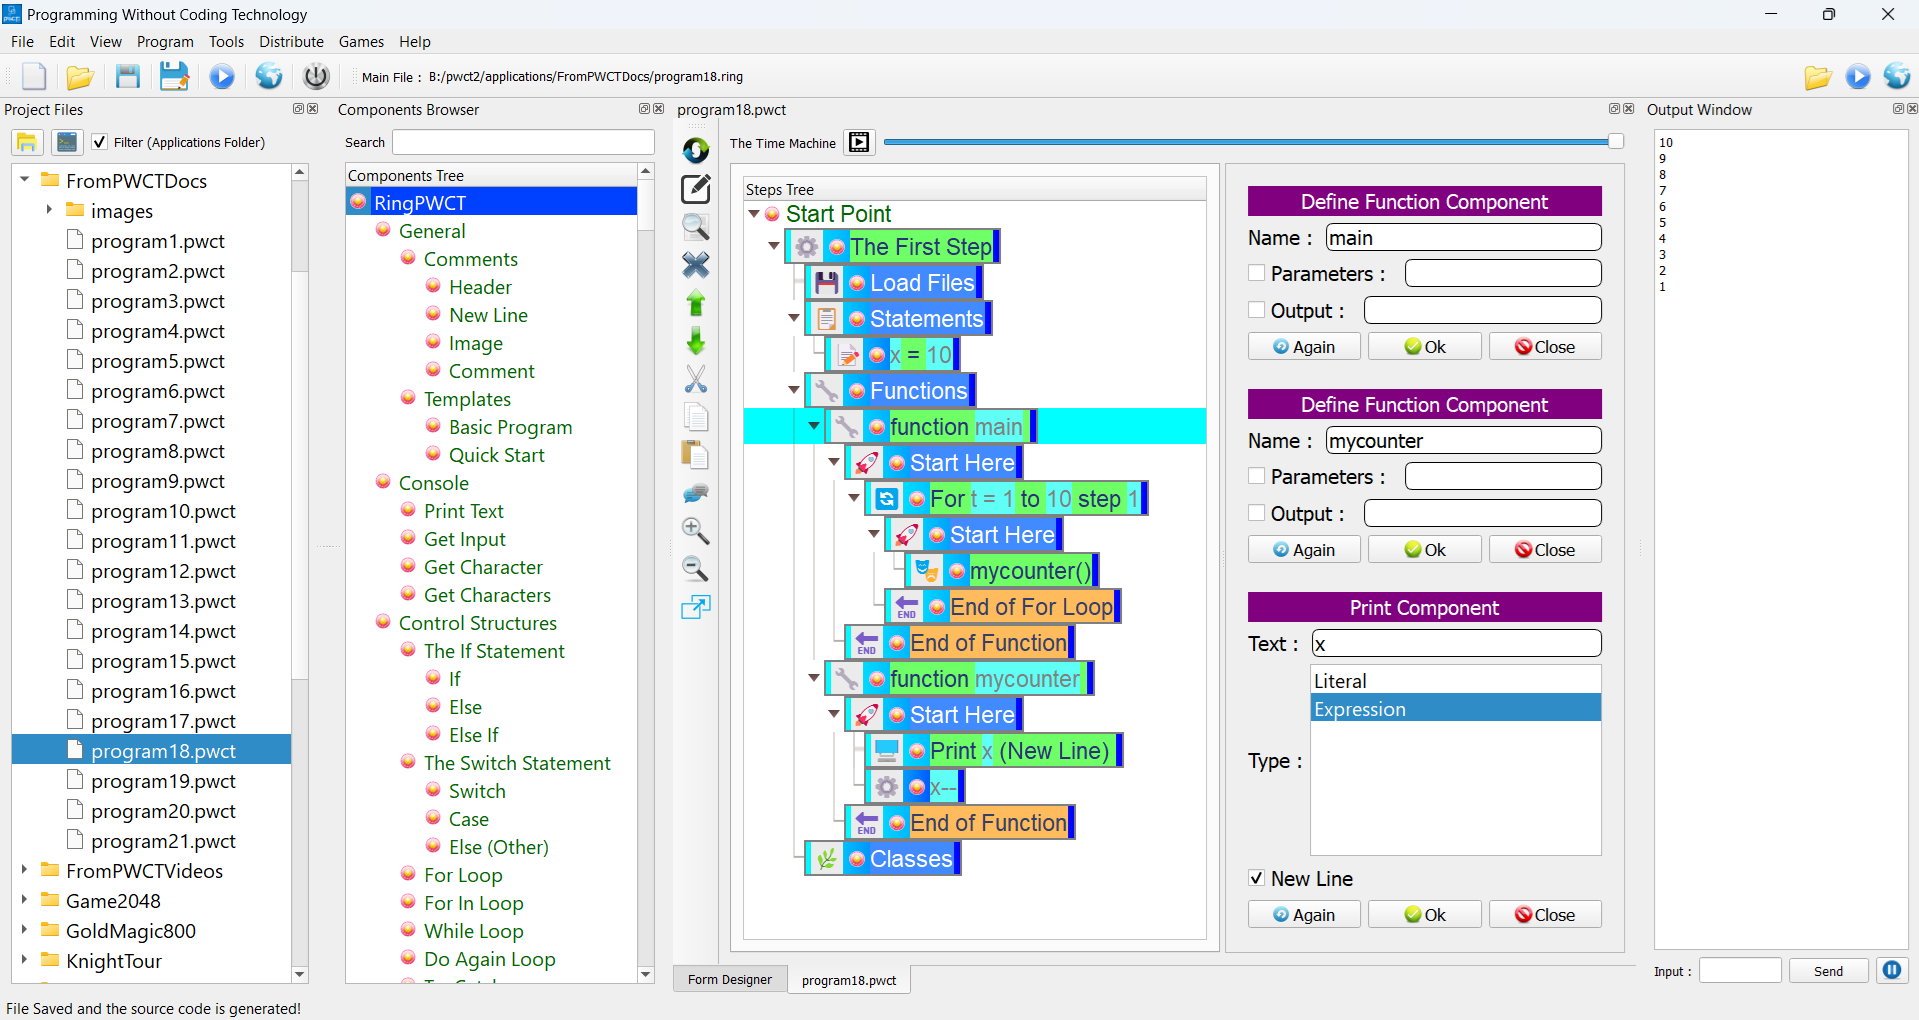 Programming Without Coding Technology
File Edit View Program Tools Distribute Games Help
Main File : B:/pwct2/applications/FromPWCTDocs/program18.ring
Project Files
Filter (Applications Folder)
FromPWCTDocs
images
program1.pwct
program2.pwct
program3.pwct
program4.pwct
program5.pwct
program6.pwct
program7.pwct
program8.pwct
program9.pwct
program10.pwct
program11.pwct
program12.pwct
program13.pwct
program14.pwct
program15.pwct
program16.pwct
program17.pwct
program18.pwct
program19.pwct
program20.pwct
program21.pwct
FromPWCTVideos
Game2048
GoldMagic800
KnightTour
Components Browser
Search
Components Tree
RingPWCT
General
Comments
Header
New Line
Image
Comment
Templates
Basic Program
Quick Start
Console
Print Text
Get Input
Get Character
Get Characters
Control Structures
The If Statement
If
Else
Else If
The Switch Statement
Switch
Case
Else (Other)
For Loop
For In Loop
While Loop
Do Again Loop
program18.pwct
The Time Machine
Steps Tree
Start Point
The First Step
Load Files
Statements
x = 10
Functions
function main
Start Here
For t = 1 to 10 step 1
Start Here
mycounter()
END End of For Loop
END End of Function
function mycounter
Start Here
Print x (New Line)
x--
END End of Function
Classes
Define Function Component
Name : main
Parameters :
Output :
Again Ok Close
Define Function Component
Name : mycounter
Parameters :
Output :
Again Ok Close
Print Component
Text : x
Literal
Expression
Type :
New Line
Again Ok Close
Form Designer program18.pwct
Output Window
10
9
8
7
6
5
4
3
2
1
Input : Send
File Saved and the source code is generated!